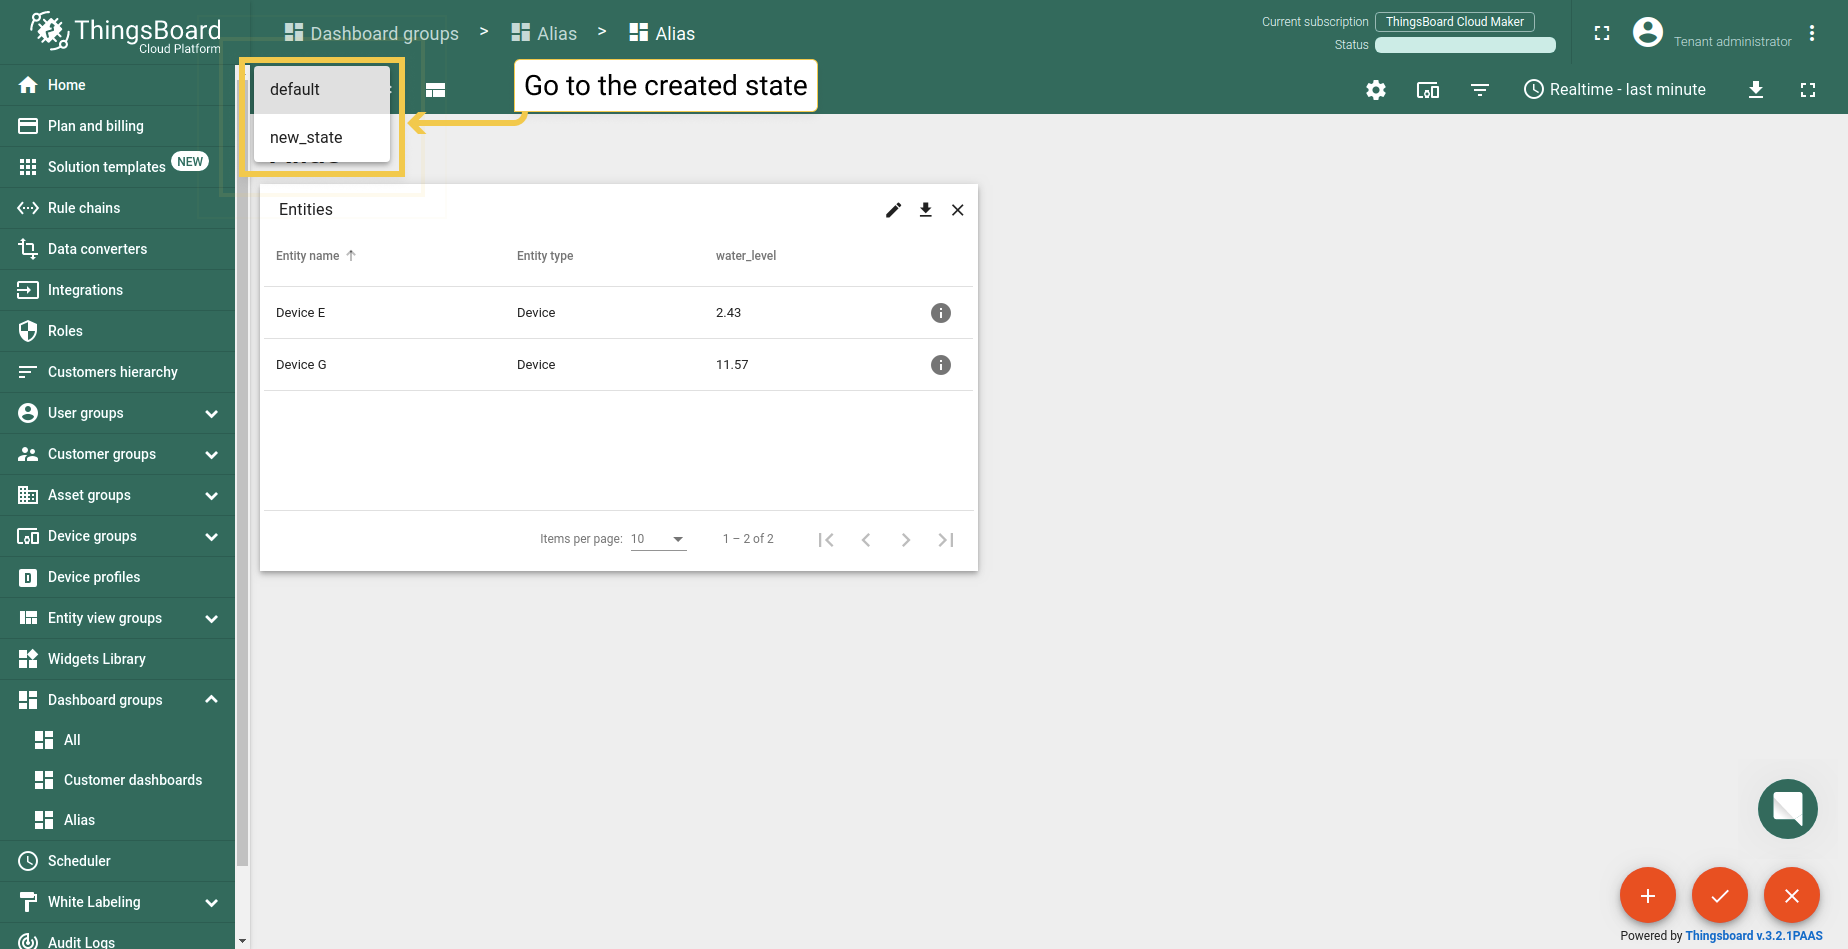 ThingsBoard
Cloud Platform
Dashboard groups > Alias > Alias
Current subscription ThingsBoard Cloud Maker
Status
Tenant administrator
default
new_state
Go to the created state
Realtime - last minute
Home
Plan and billing
Solution templates NEW
Rule chains
Data converters
Integrations
Roles
Customers hierarchy
User groups
Customer groups
Asset groups
Device groups
Device profiles
Entity view groups
Widgets Library
Dashboard groups
All
Customer dashboards
Alias
Scheduler
White Labeling
Audit Logs
Entities
Entity name Entity type water_level
Device E Device 2.43
Device G Device 11.57
Items per page: 10 1 – 2 of 2
Powered by Thingsboard v.3.2.1PAAS